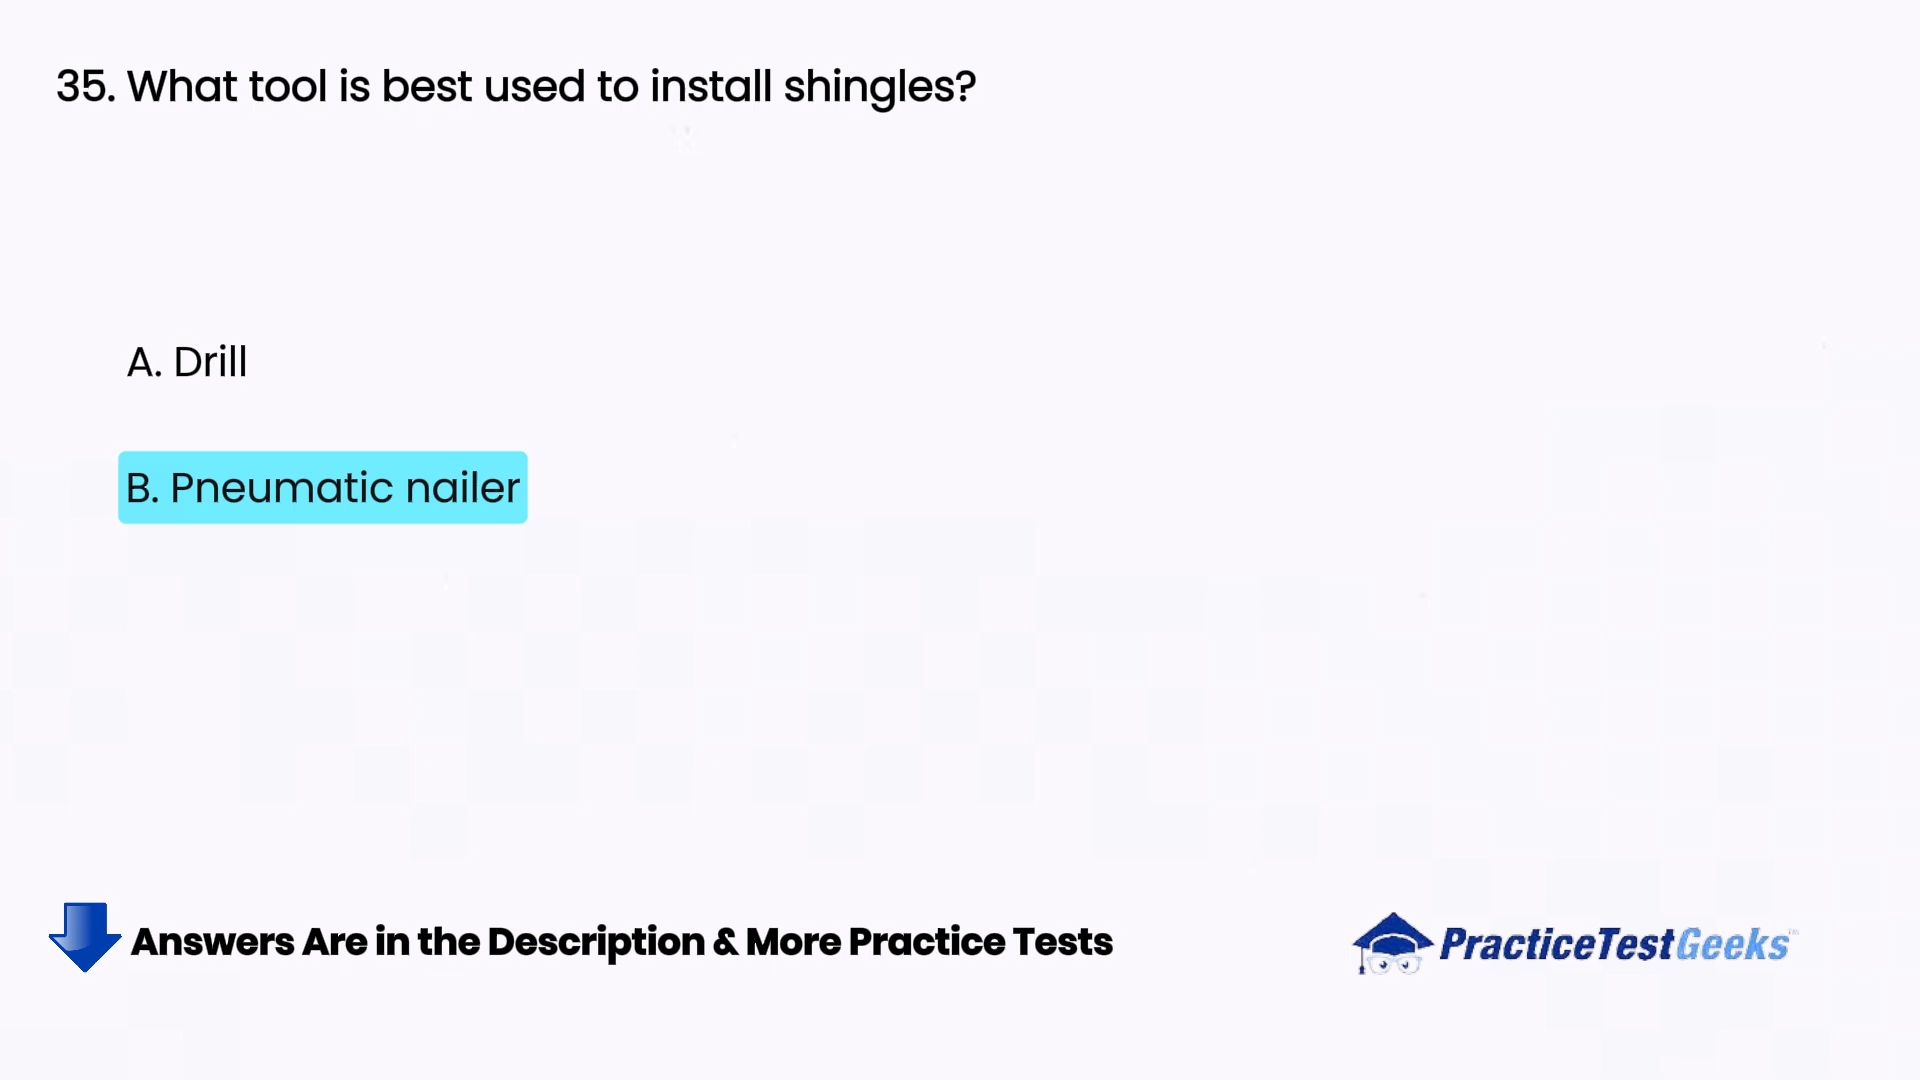 35. What tool is best used to install shingles?
A. Drill
B. Pneumatic nailer
Answers Are in the Description & More Practice Tests
PracticeTestGeeks™